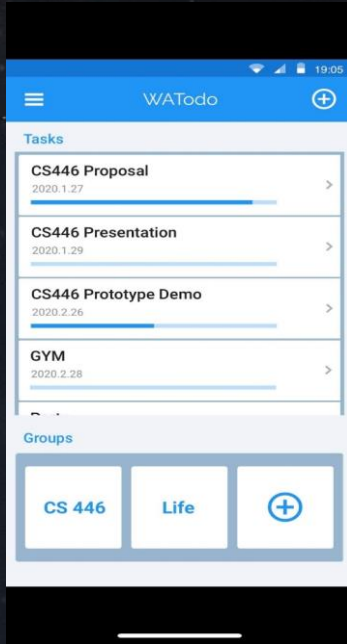 19:05
WATodo
Tasks
CS446 Proposal
2020.1.27
CS446 Presentation
2020.1.29
CS446 Prototype Demo
2020.2.26
GYM
2020.2.28
Groups
CS 446
Life